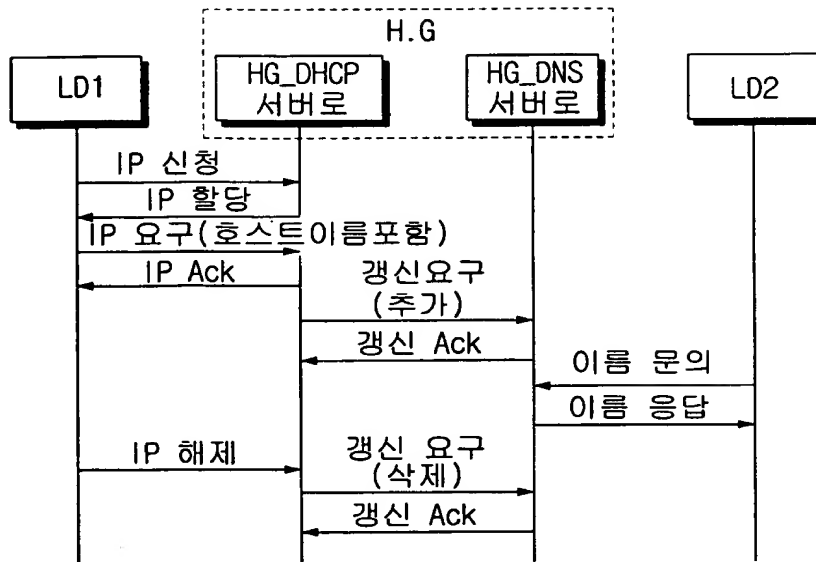 H.G
LD1
HG_DHCP
서버로
HG_DNS
서버로
LD2
IP 신청
IP 할당
IP 요구(호스트이름포함)
IP Ack
갱신요구
(추가)
갱신 Ack
이름 문의
이름 응답
IP 해제
갱신 요구
(삭제)
갱신 Ack